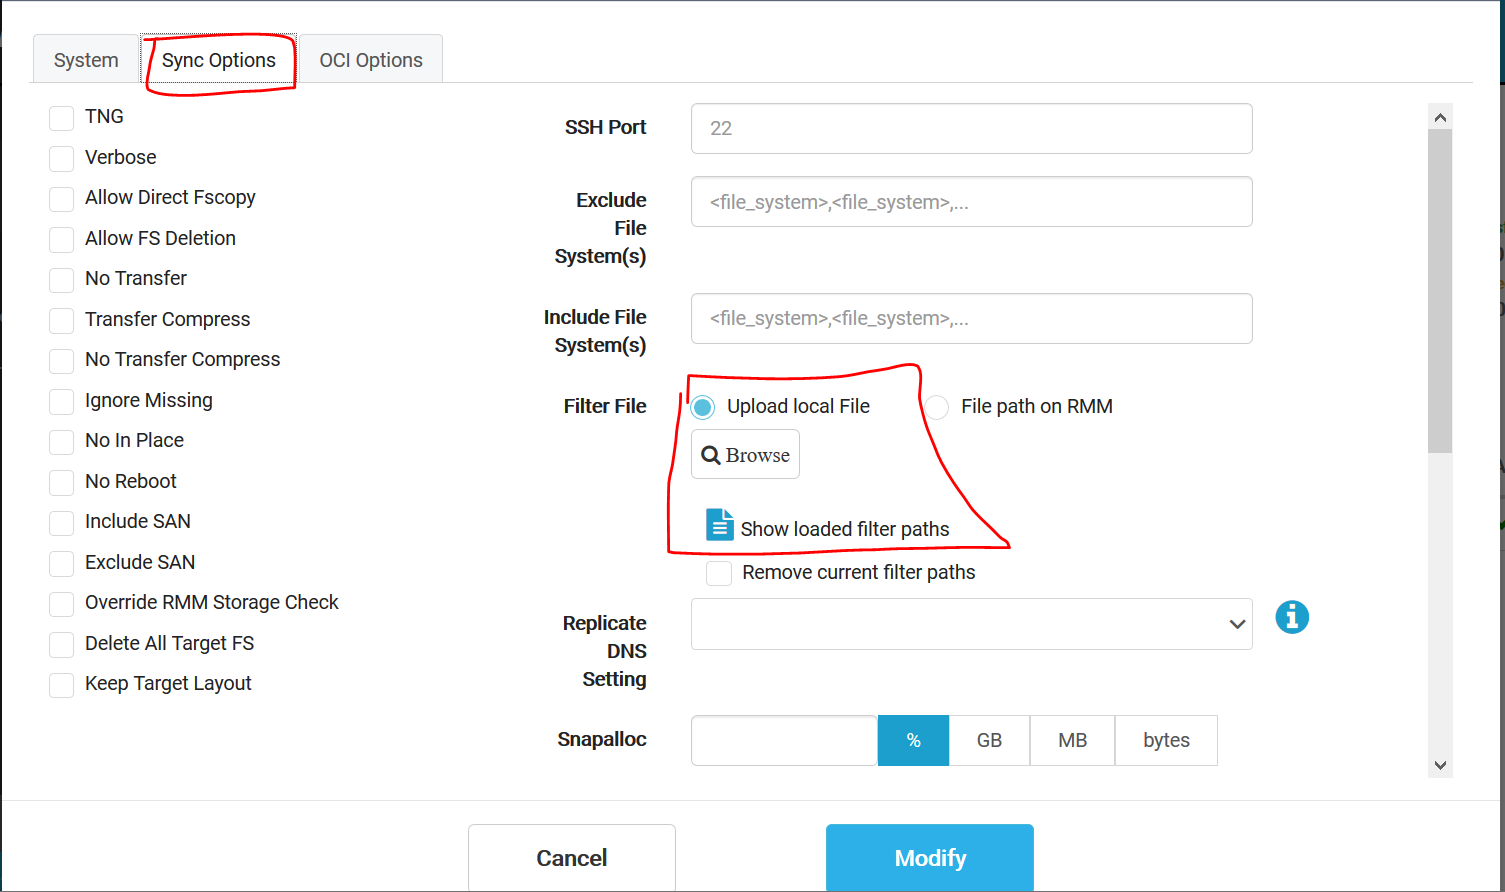 System
Sync Options
OCI Options
TNG
Verbose
Allow Direct Fscopy
Allow FS Deletion
No Transfer
Transfer Compress
No Transfer Compress
Ignore Missing
No In Place
No Reboot
Include SAN
Exclude SAN
Override RMM Storage Check
Delete All Target FS
Keep Target Layout
SSH Port
22
Exclude
File
System(s)
<file_system>,<file_system>,...
Include File
System(s)
<file_system>,<file_system>,...
Filter File
Upload local File
File path on RMM
Browse
Show loaded filter paths
Remove current filter paths
Replicate
DNS
Setting
Snapalloc
%
GB
MB
bytes
Cancel
Modify